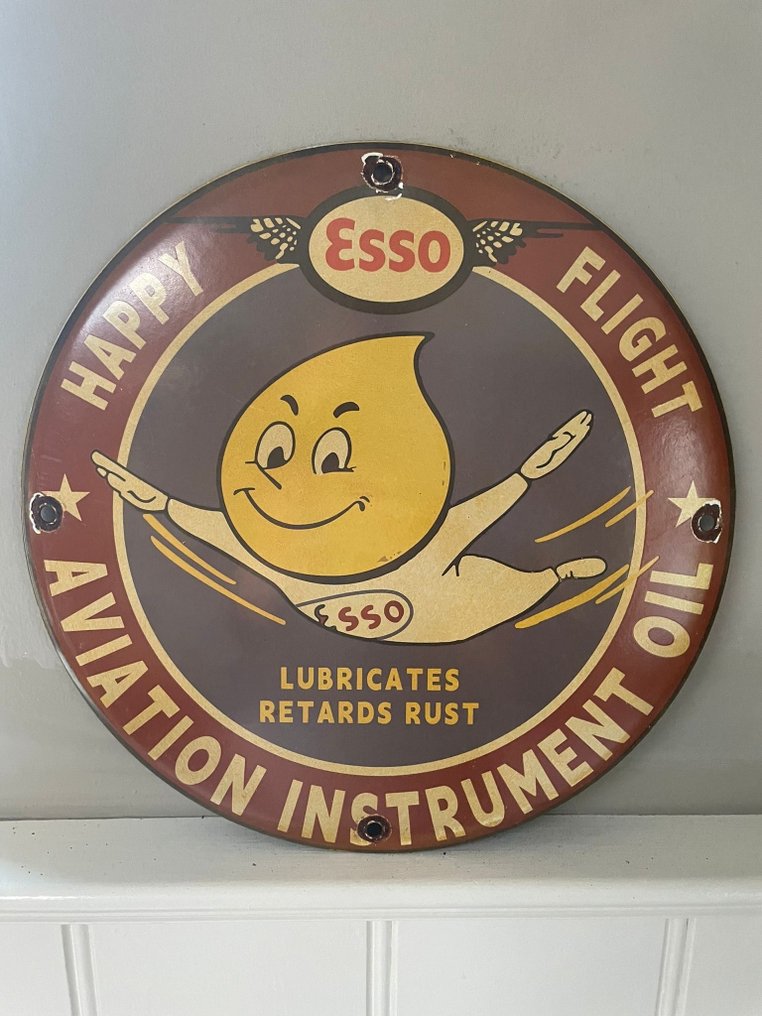 ESSO
HAPPY FLIGHT
ESSO
LUBRICATES
RETARDS RUST
AVIATION INSTRUMENT OIL